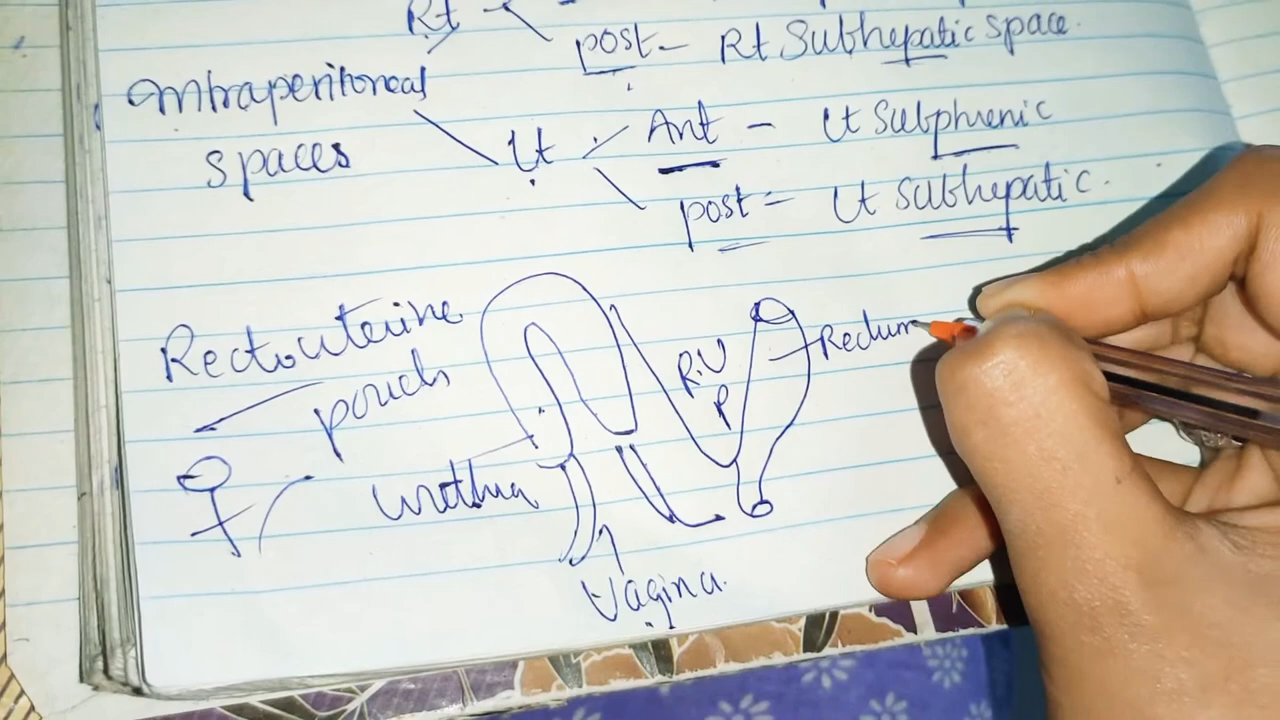 Rt
post - Rt Subhepatic space.
Intraperitoneal
spaces
Lt
Ant - Lt Subphrenic
post = Lt Subhepatic.
Rectouterine
pouch
R.U
P
Rectum
urethra
Vagina.